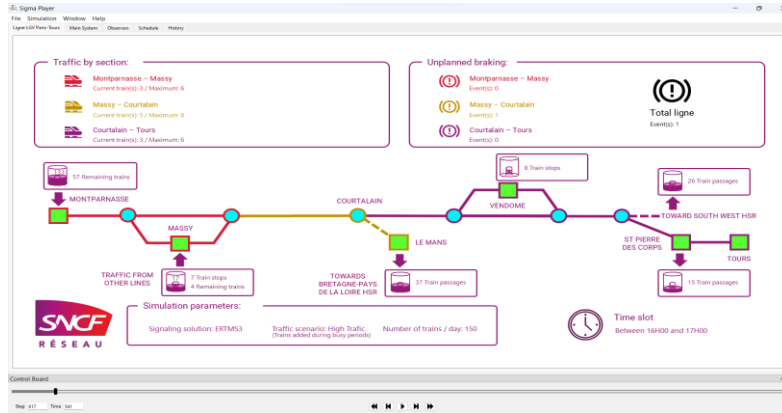 Sigma Player
File Simulation Window Help
Ligne LGV Paris-Tours Main System Observers Schedule History
Traffic by section:
Montparnasse – Massy
Current train(s): 3 / Maximum: 6
Massy – Courtalain
Current train(s): 5 / Maximum: 8
Courtalain – Tours
Current train(s): 3 / Maximum: 6
Unplanned braking:
Montparnasse – Massy
Event(s): 0
Massy – Courtalain
Event(s): 1
Courtalain – Tours
Event(s): 0
Total ligne
Event(s): 1
57 Remaining trains
MONTPARNASSE
MASSY
TRAFFIC FROM
OTHER LINES
7 Train stops
4 Remaining trains
COURTALAIN
LE MANS
TOWARDS
BRETAGNE-PAYS
DE LA LOIRE HSR
37 Train passages
8 Train stops
VENDOME
26 Train passages
TOWARD SOUTH WEST HSR
ST PIERRE
DES CORPS
TOURS
15 Train passages
SNCF
RÉSEAU
Simulation parameters:
Signaling solution: ERTMS3
Traffic scenario: High Trafic
(Trains added during busy periods)
Number of trains / day: 150
Time slot
Between 16H00 and 17H00
Control Board
Step 617 Time